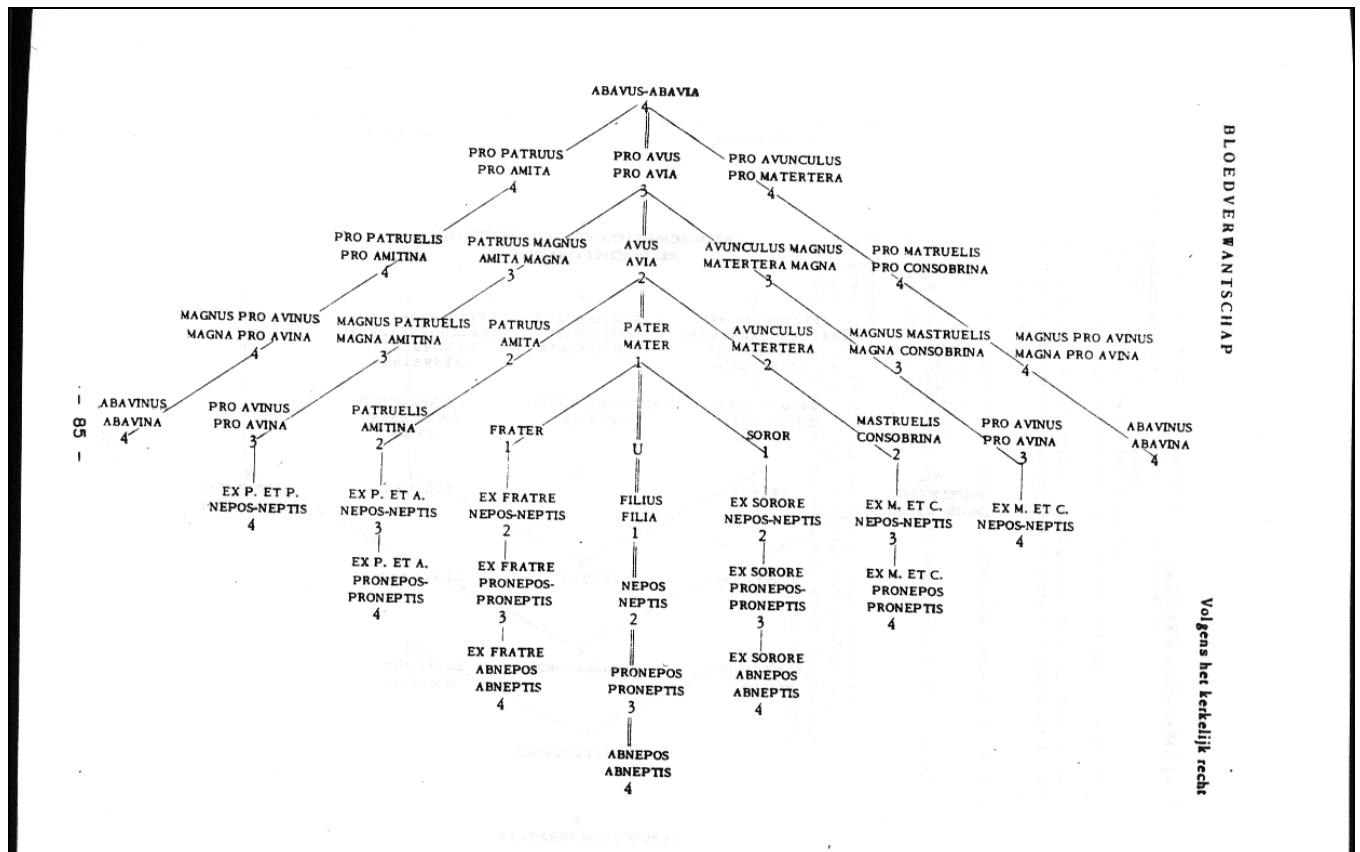 ABAVUS-ABAVIA
4
PRO PATRUUS
PRO AMITA
4
PRO AVUS
PRO AVIA
3
PRO AVUNCULUS
PRO MATERTERA
4
PRO PATRUELIS
PRO AMITINA
4
PATRUUS MAGNUS
AMITA MAGNA
3
AVUS
AVIA
2
AVUNCULUS MAGNUS
MATERTERA MAGNA
3
PRO MATRUELIS
PRO CONSOBRINA
4
MAGNUS PRO AVINUS
MAGNA PRO AVINA
4
MAGNUS PATRUELIS
MAGNA AMITINA
3
PATRUUS
AMITA
2
PATER
MATER
1
AVUNCULUS
MATERTERA
2
MAGNUS MASTRUELIS
MAGNA CONSOBRINA
3
MAGNUS PRO AVINUS
MAGNA PRO AVINA
4
ABAVINUS
ABAVINA
4
PRO AVINUS
PRO AVINA
3
PATRUELIS
AMITINA
2
FRATER
1
U
SOROR
1
MASTRUELIS
CONSOBRINA
2
PRO AVINUS
PRO AVINA
3
ABAVINUS
ABAVINA
4
EX P. ET P.
NEPOS-NEPTIS
4
EX P. ET A.
NEPOS-NEPTIS
3
EX FRATRE
NEPOS-NEPTIS
2
FILIUS
FILIA
1
EX SORORE
NEPOS-NEPTIS
2
EX M. ET C.
NEPOS-NEPTIS
3
EX M. ET C.
NEPOS-NEPTIS
4
EX P. ET A.
PRONEPOS-
PRONEPTIS
4
EX FRATRE
PRONEPOS-
PRONEPTIS
3
NEPOS
NEPTIS
2
EX SORORE
PRONEPOS-
PRONEPTIS
3
EX M. ET C.
PRONEPOS
PRONEPTIS
4
EX FRATRE
ABNEPOS
ABNEPTIS
4
PRONEPOS
PRONEPTIS
3
EX SORORE
ABNEPOS
ABNEPTIS
4
ABNEPOS
ABNEPTIS
4
BLOEDVERWANTSCHAP
Volgens het kerkelijk recht
- 85 -